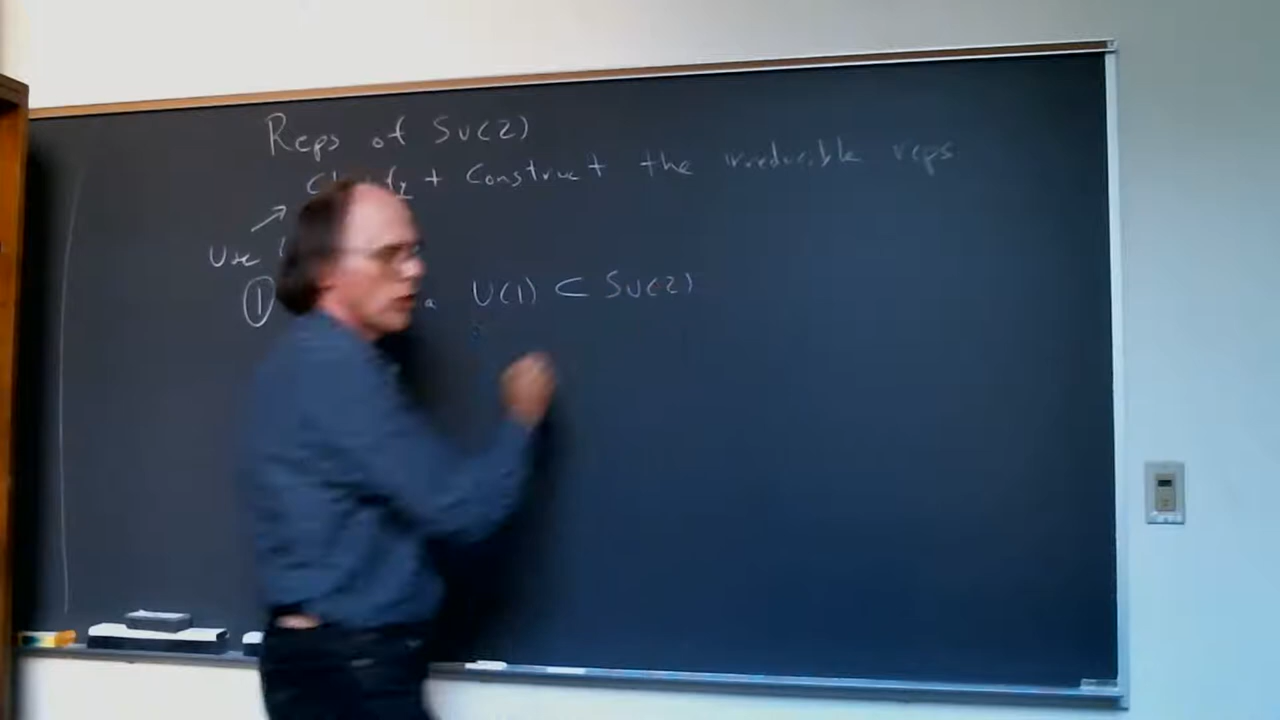 Reps of SU(2)
+ Construct the irreducible reps
Use
① a U(1) ⊂ SU(2)